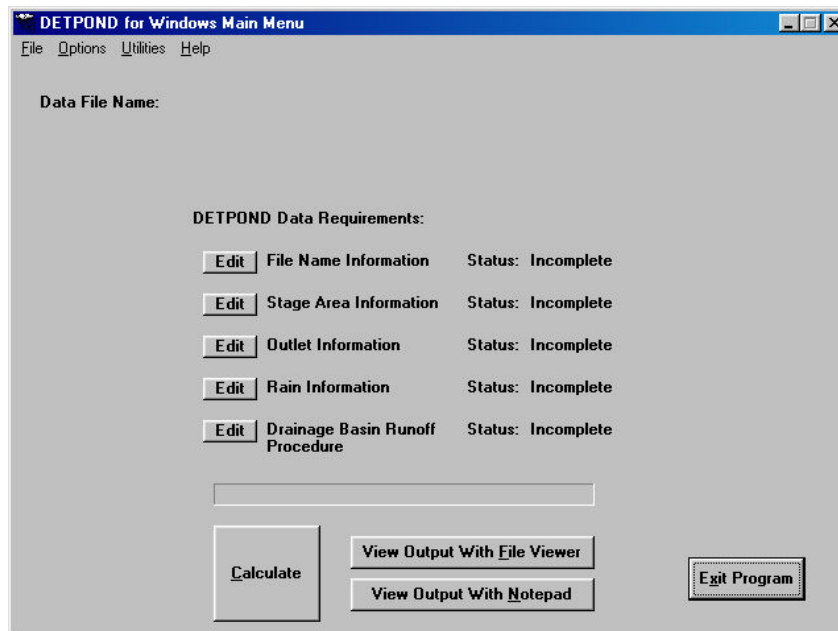 DETPOND for Windows Main Menu
File Options Utilities Help
Data File Name:
DETPOND Data Requirements:
Edit File Name Information Status: Incomplete
Edit Stage Area Information Status: Incomplete
Edit Outlet Information Status: Incomplete
Edit Rain Information Status: Incomplete
Edit Drainage Basin Runoff Status: Incomplete
Procedure
View Output With File Viewer
Calculate
Exit Program
View Output With Notepad